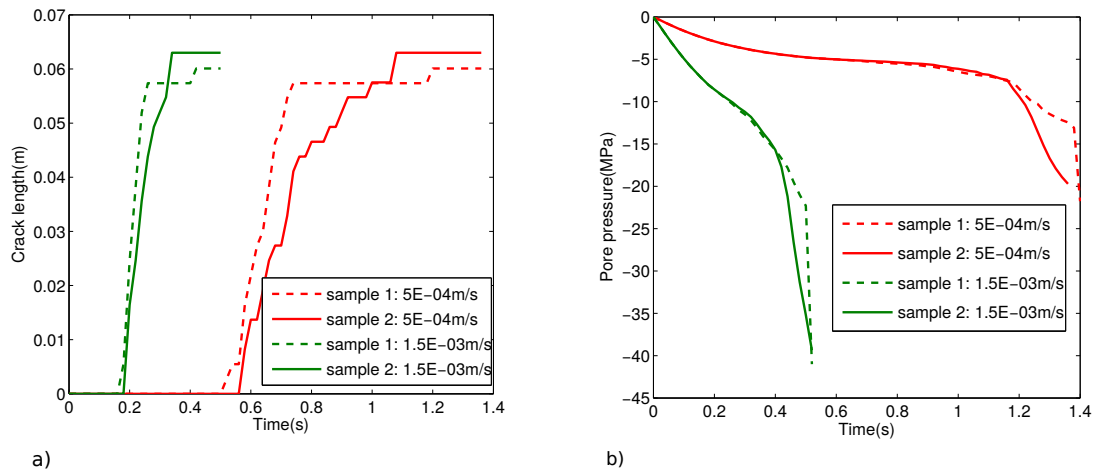 0.07
0.06
0.05
0.04
0.03
0.02
0.01
0
Crack length(m)
0 0.2 0.4 0.6 0.8 1 1.2 1.4
Time(s)
sample 1: 5E−04m/s
sample 2: 5E−04m/s
sample 1: 1.5E−03m/s
sample 2: 1.5E−03m/s
a)
0
−5
−10
−15
−20
−25
−30
−35
−40
−45
Pore pressure(MPa)
0 0.2 0.4 0.6 0.8 1 1.2 1.4
Time(s)
sample 1: 5E−04m/s
sample 2: 5E−04m/s
sample 1: 1.5E−03m/s
sample 2: 1.5E−03m/s
b)